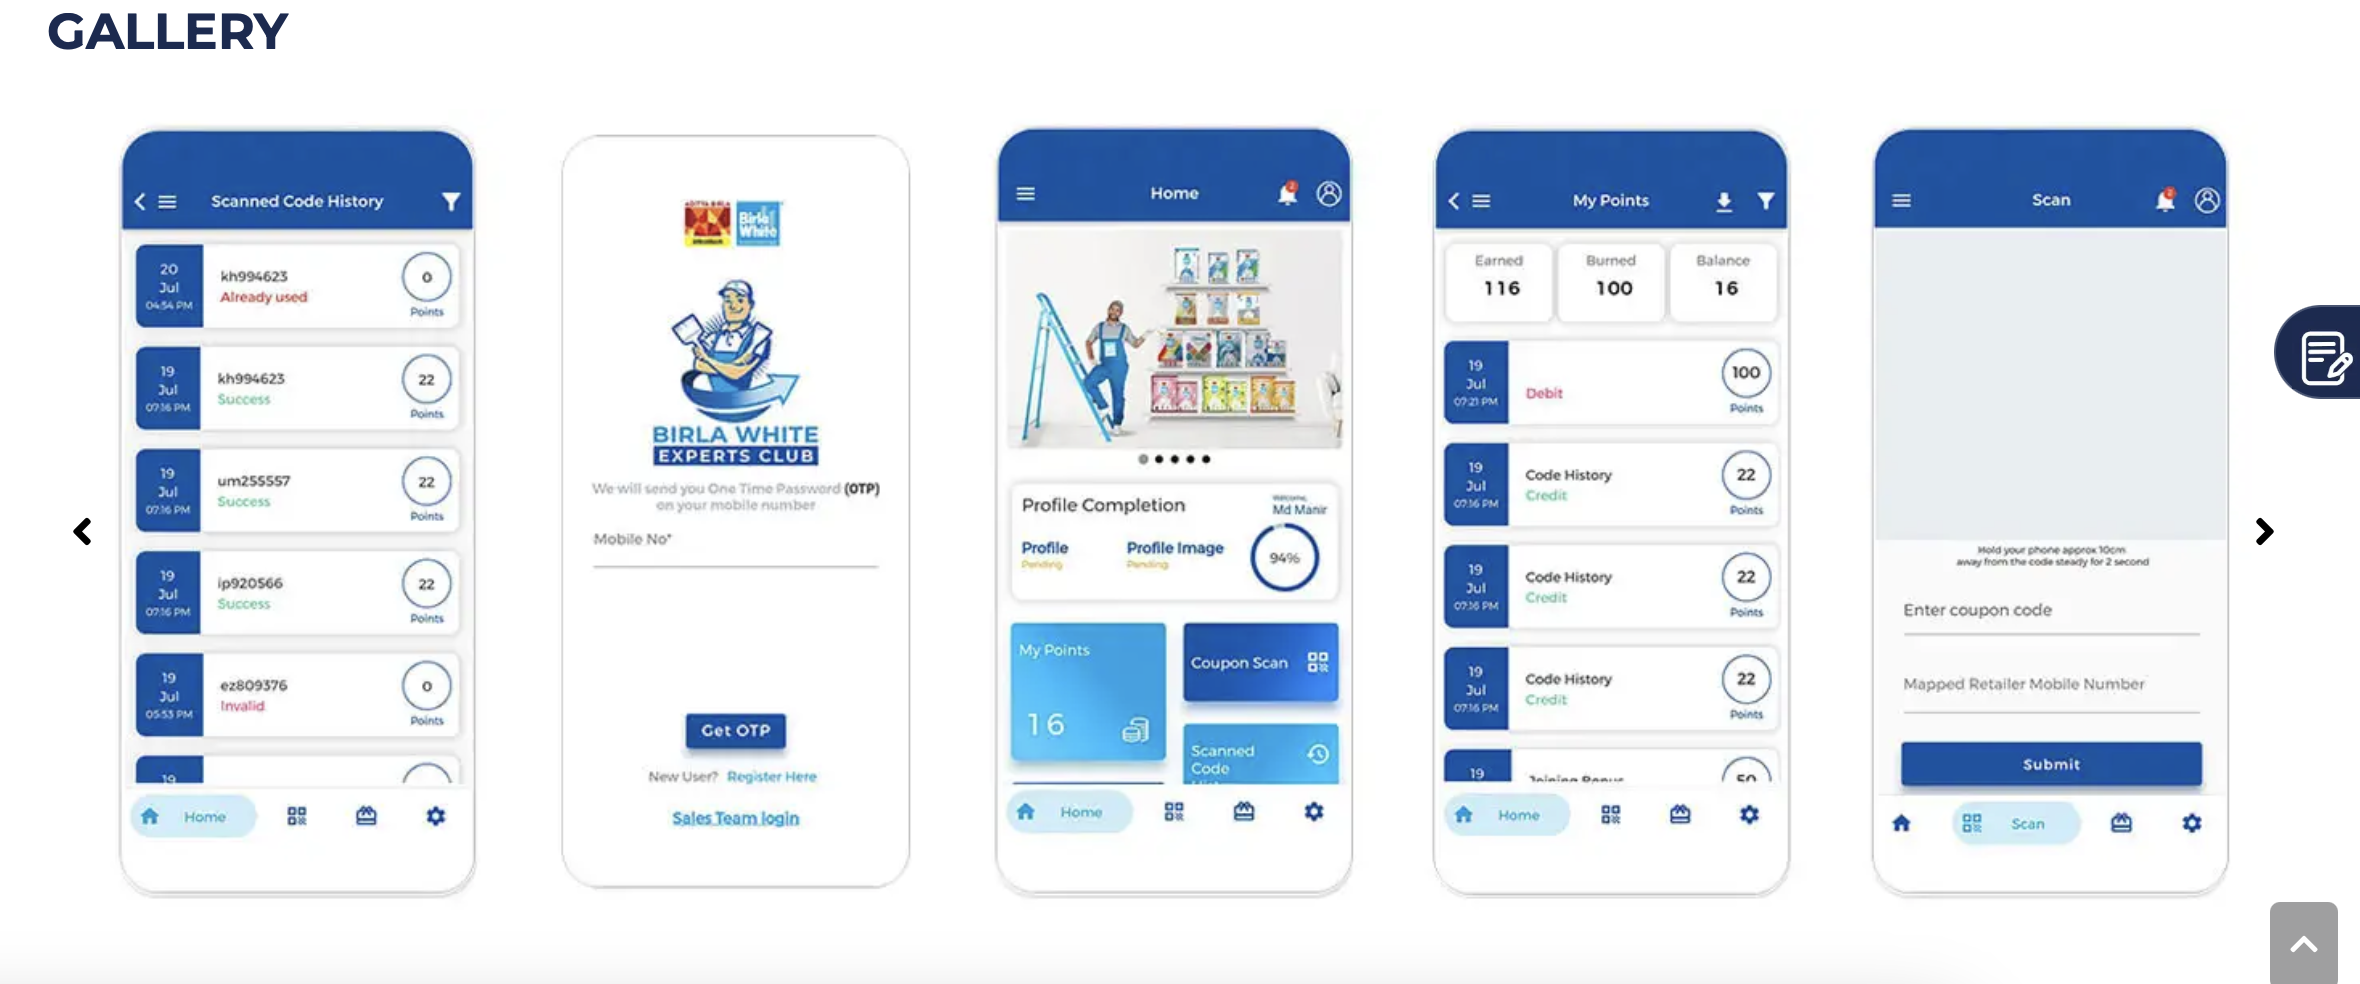 GALLERY
Scanned Code History
20
Jul
04:54 PM
kh994623
Already used
0
Points
19
Jul
07:16 PM
kh994623
Success
22
Points
19
Jul
07:16 PM
um255557
Success
22
Points
19
Jul
07:16 PM
ip920566
Success
22
Points
19
Jul
05:53 PM
ez809376
Invalid
0
Points
19
Home
ADITYA BIRLA
Birla
White
BIRLA WHITE
EXPERTS CLUB
We will send you One Time Password (OTP)
on your mobile number
Mobile No*
Get OTP
New User? Register Here
Sales Team login
Home
2
Profile Completion
Welcome,
Md Manir
Profile
Pending
Profile Image
Pending
94%
My Points
16
Coupon Scan
Scanned
Code
Home
My Points
Earned
116
Burned
100
Balance
16
19
Jul
07:21 PM
Debit
100
Points
19
Jul
07:16 PM
Code History
Credit
22
Points
19
Jul
07:16 PM
Code History
Credit
22
Points
19
Jul
07:16 PM
Code History
Credit
22
Points
19
Joining Bonus
50
Home
Scan
2
Hold your phone approx 10cm
away from the code steady for 2 second
Enter coupon code
Mapped Retailer Mobile Number
Submit
Scan